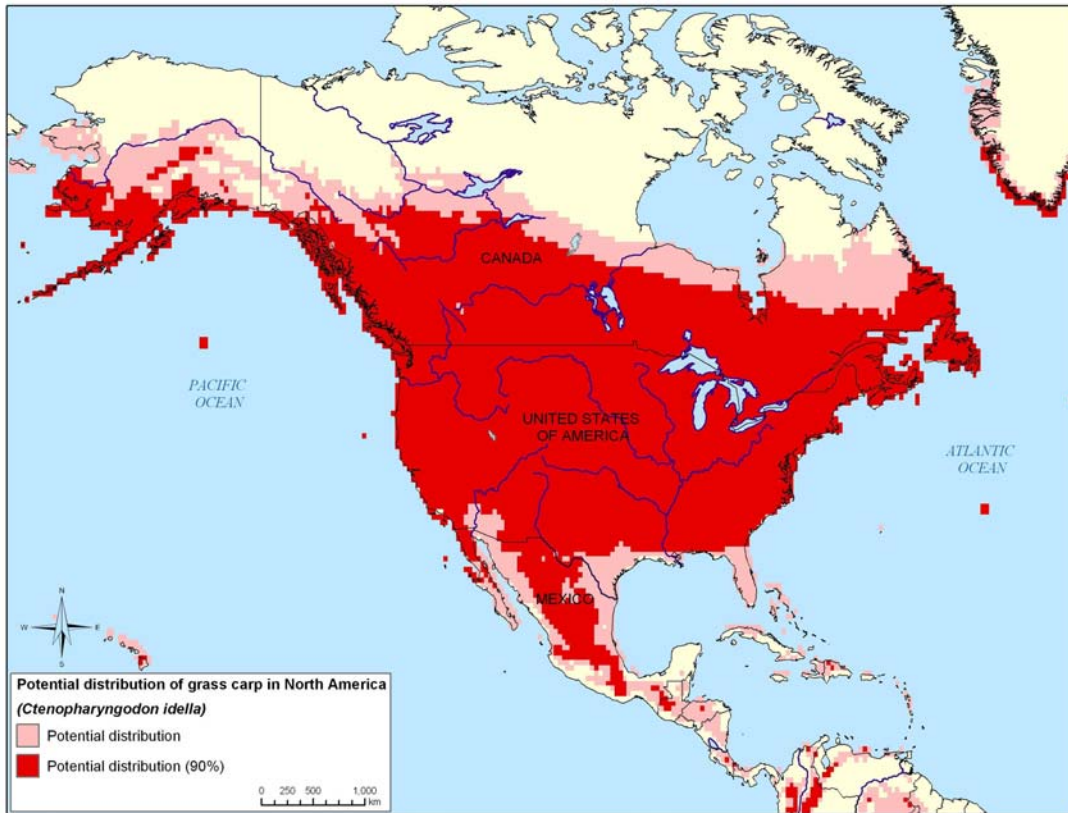 CANADA
PACIFIC
OCEAN
UNITED STATES
OF AMERICA
ATLANTIC
OCEAN
MEXICO
N
W
E
S
Potential distribution of grass carp in North America
(Ctenopharyngodon idella)
Potential distribution
Potential distribution (90%)
0 250 500 1,000
km